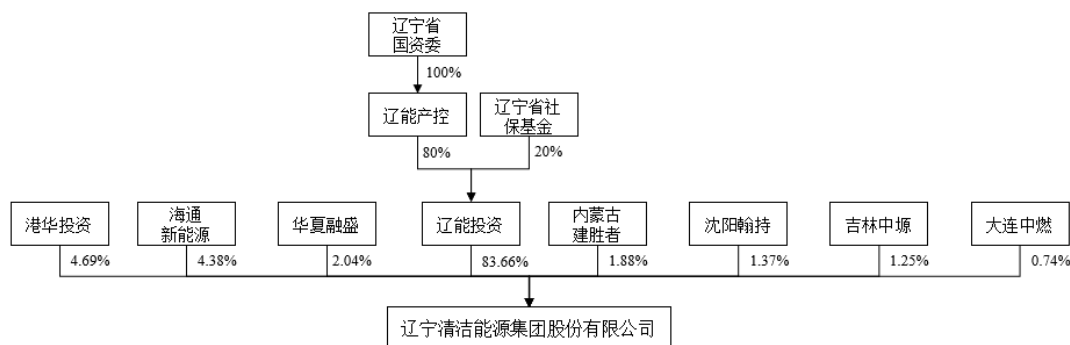 辽宁省
国资委
100%
辽能产控
辽宁省社
保基金
80%
20%
港华投资
海通
新能源
华夏融盛
辽能投资
内蒙古
建胜者
沈阳翰持
吉林中塬
大连中燃
4.69%
4.38%
2.04%
83.66%
1.88%
1.37%
1.25%
0.74%
辽宁清洁能源集团股份有限公司